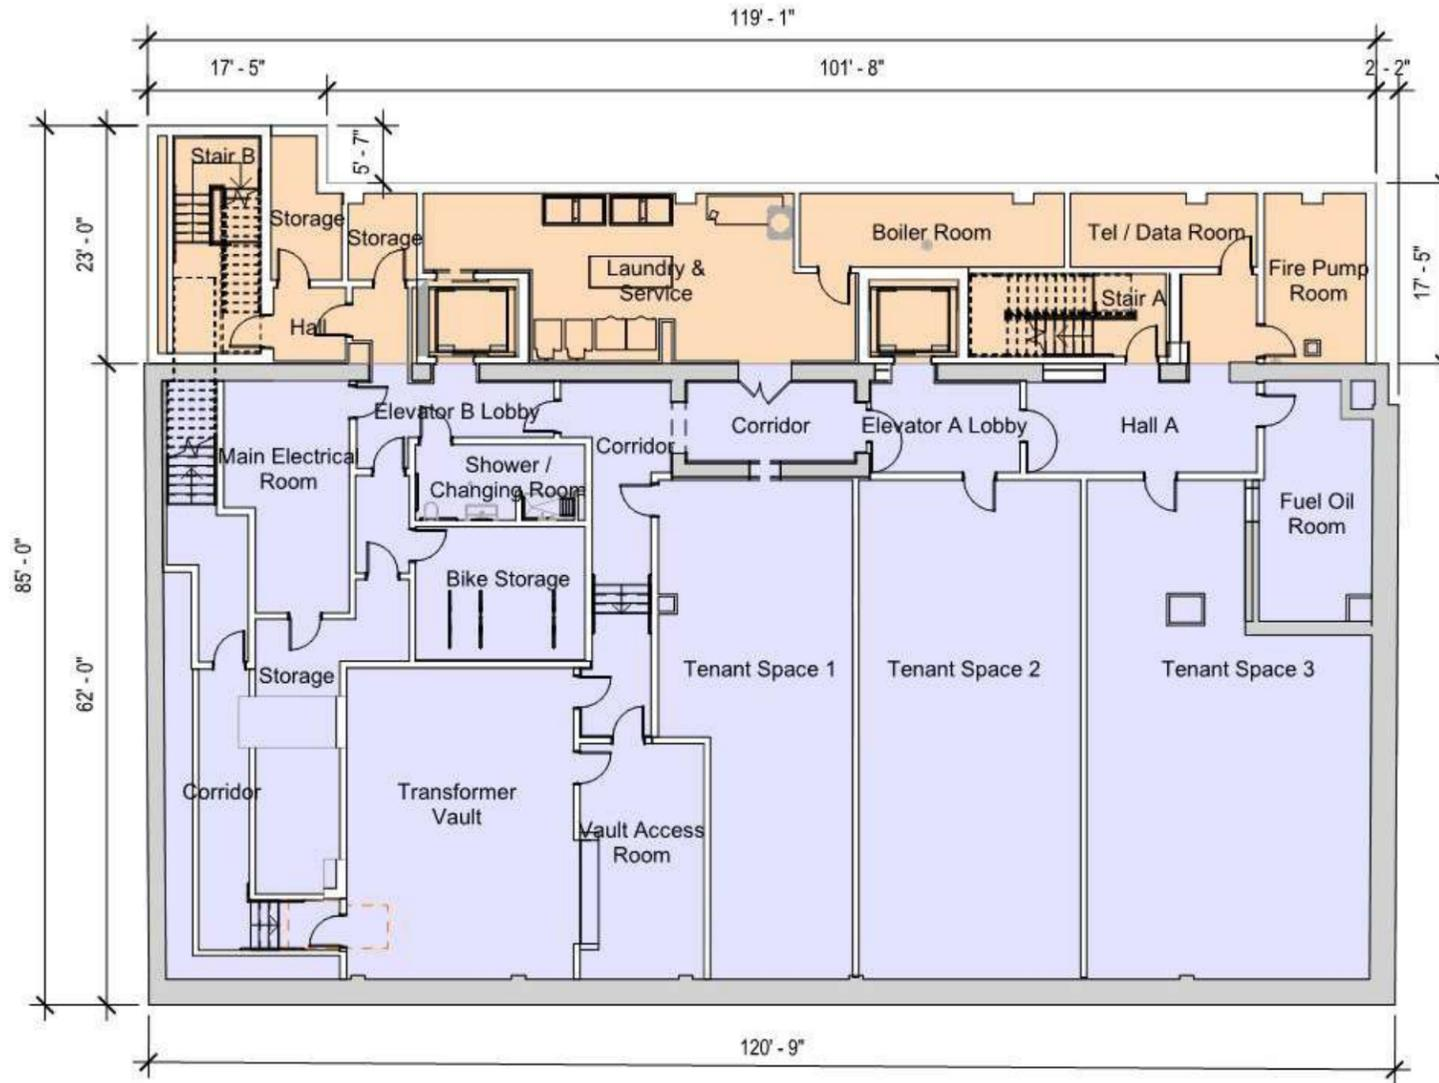 119' - 1"
17' - 5"
101' - 8"
2' - 2"
5' - 7"
23' - 0"
17' - 5"
85' - 0"
62' - 0"
Stair B
Storage
Storage
Hall
Laundry &
Service
Boiler Room
Tel / Data Room
Stair A
Fire Pump
Room
Elevator B Lobby
Corridor
Corridor
Elevator A Lobby
Hall A
Main Electrical
Room
Shower /
Changing Room
Fuel Oil
Room
Bike Storage
Storage
Tenant Space 1
Tenant Space 2
Tenant Space 3
Corridor
Transformer
Vault
Vault Access
Room
120' - 9"